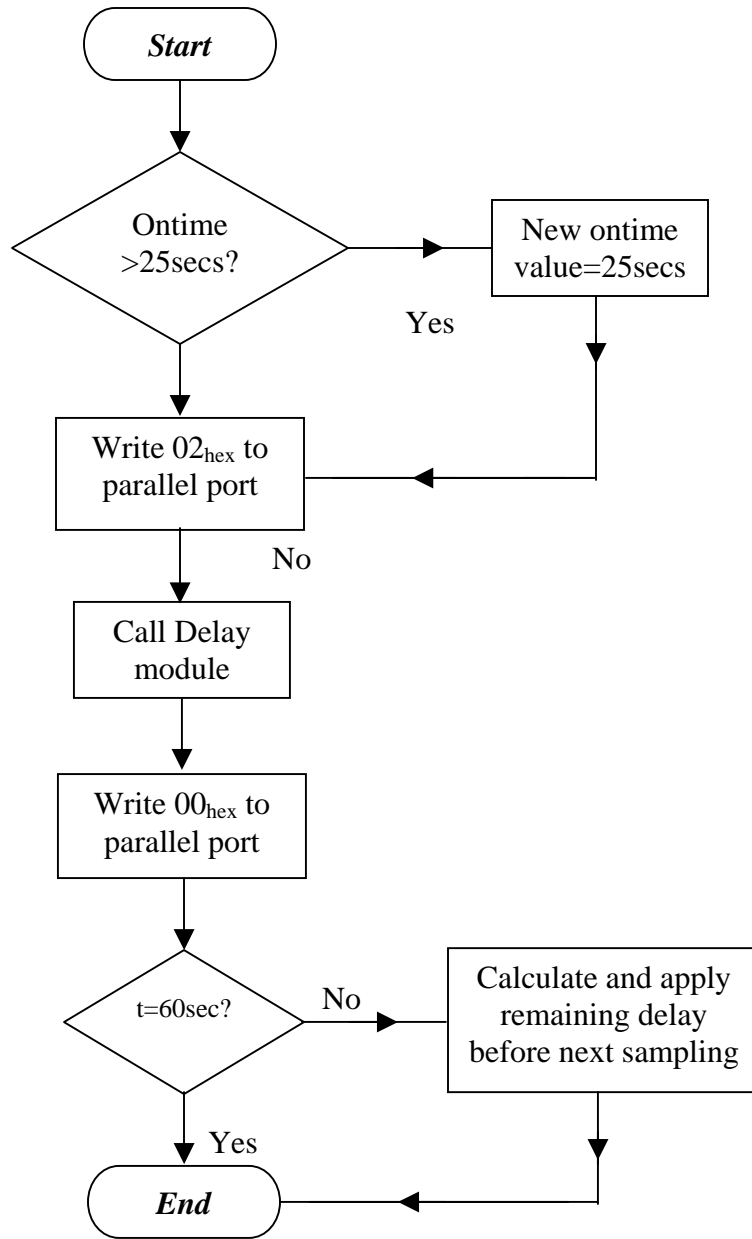 Start
Ontime
>25secs?
New ontime
value=25secs
Yes
Write 02hex to
parallel port
No
Call Delay
module
Write 00hex to
parallel port
t=60sec?
No
Calculate and apply
remaining delay
before next sampling
Yes
End